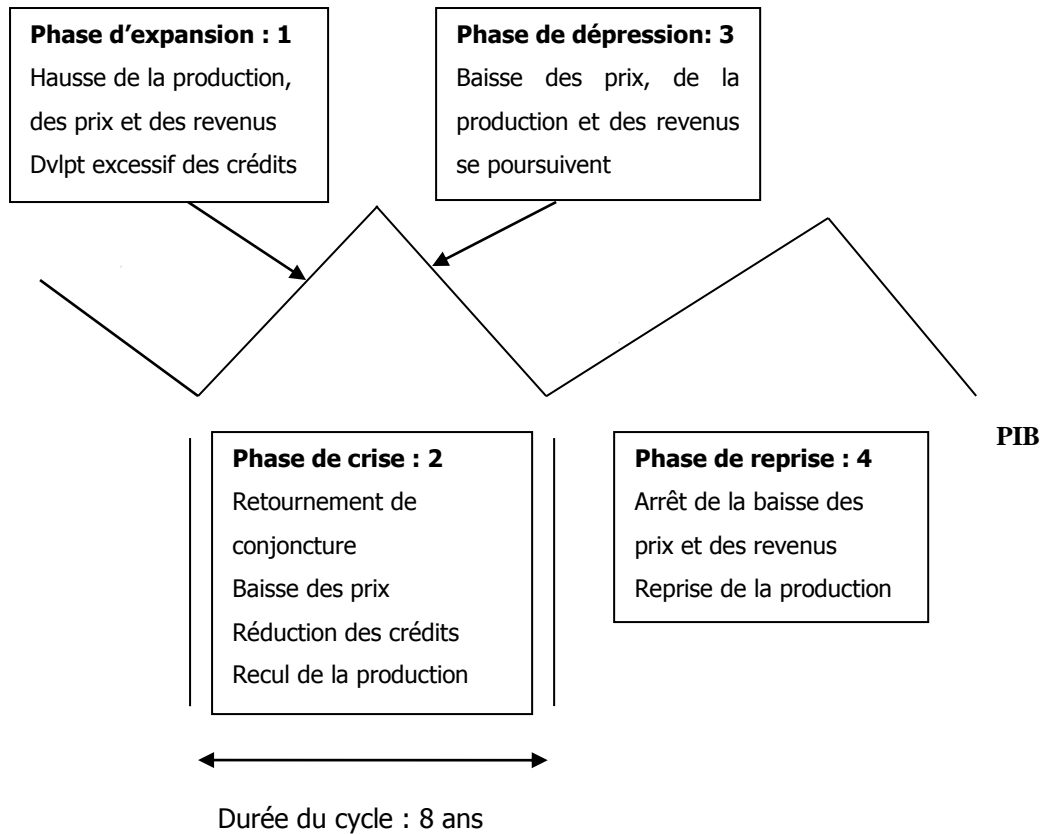 Phase d’expansion : 1
Hausse de la production,
des prix et des revenus
Dvlpt excessif des crédits
Phase de dépression: 3
Baisse des prix, de la
production et des revenus
se poursuivent
PIB
Phase de crise : 2
Retournement de
conjoncture
Baisse des prix
Réduction des crédits
Recul de la production
Phase de reprise : 4
Arrêt de la baisse des
prix et des revenus
Reprise de la production
Durée du cycle : 8 ans